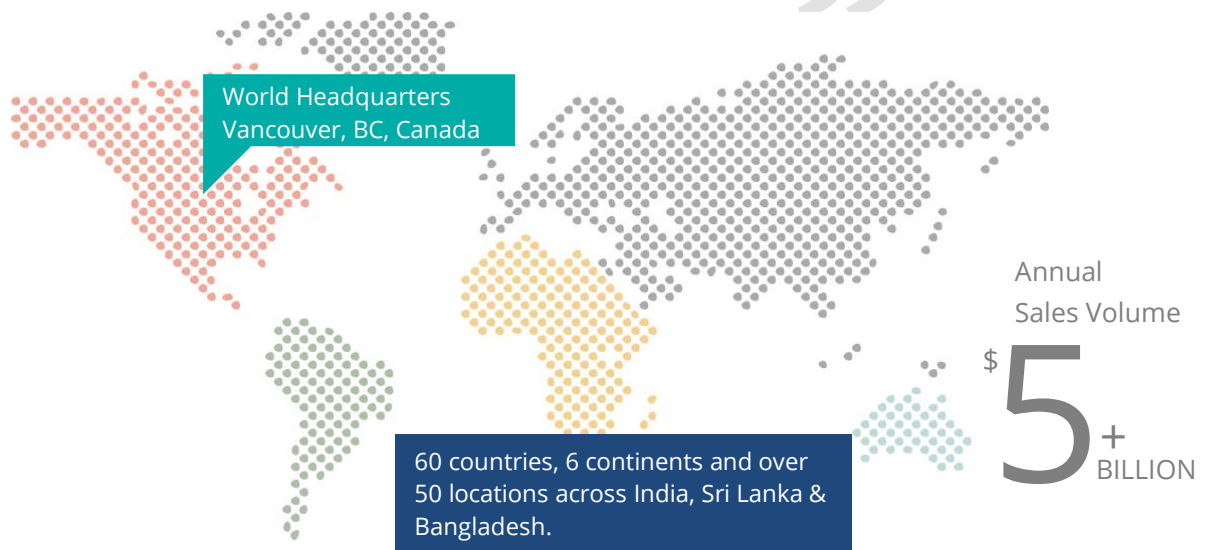 World Headquarters
Vancouver, BC, Canada
Annual
Sales Volume
$5+
BILLION
60 countries, 6 continents and over
50 locations across India, Sri Lanka &
Bangladesh.